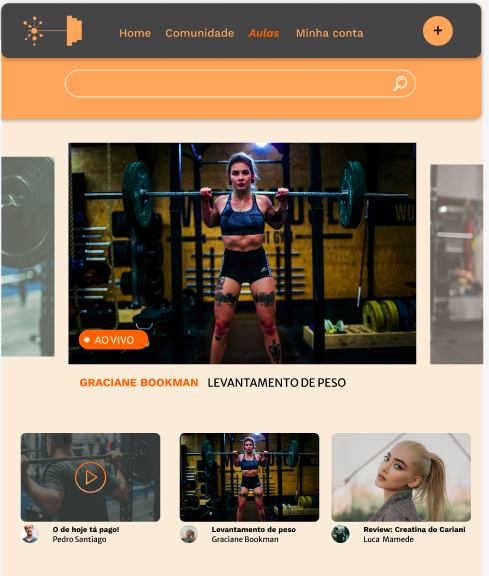 Home Comunidade Aulas Minha conta
AO VIVO
GRACIANE BOOKMAN LEVANTAMENTO DE PESO
O de hoje tá pago! Levantamento de peso Review: Creatina do Cariani
Pedro Santiago Graciane Bookman Luca Mamede